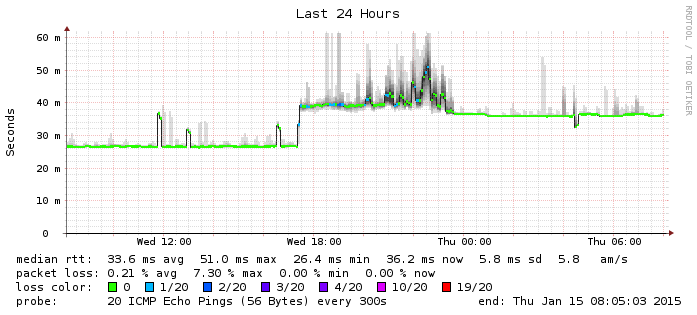 Last 24 Hours
RRDTOOL / TOBI OETIKER
Seconds
60 m
50 m
40 m
30 m
20 m
10 m
0
Wed 12:00 Wed 18:00 Thu 00:00 Thu 06:00
median rtt: 33.6 ms avg 51.0 ms max 26.4 ms min 36.2 ms now 5.8 ms sd 5.8 am/s
packet loss: 0.21 % avg 7.30 % max 0.00 % min 0.00 % now
loss color: 0 1/20 2/20 3/20 4/20 10/20 19/20
probe: 20 ICMP Echo Pings (56 Bytes) every 300s end: Thu Jan 15 08:05:03 2015